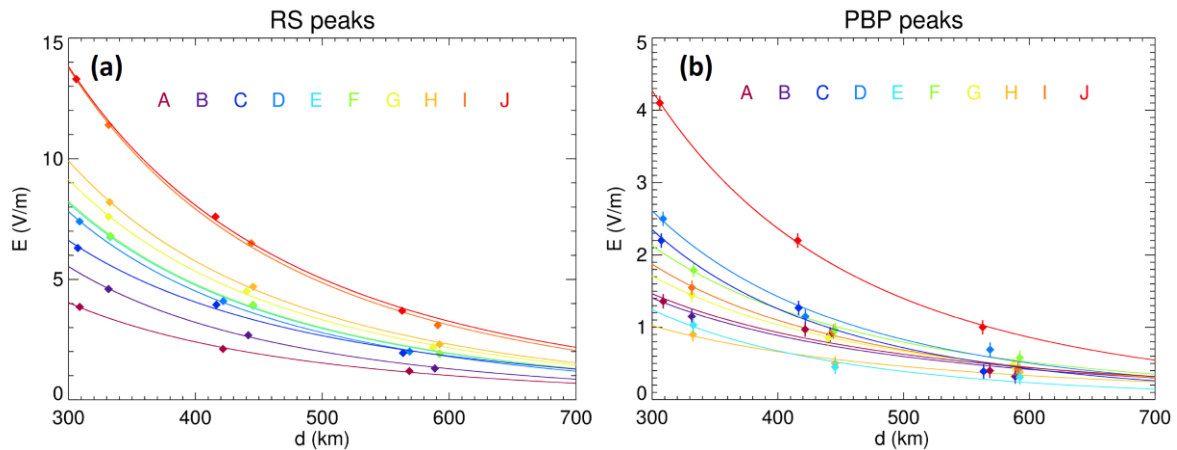 RS peaks
(a)
A B C D E F G H I J
15
10
5
0
E (V/m)
300 400 500 600 700
d (km)
PBP peaks
(b)
A B C D E F G H I J
5
4
3
2
1
0
E (V/m)
300 400 500 600 700
d (km)